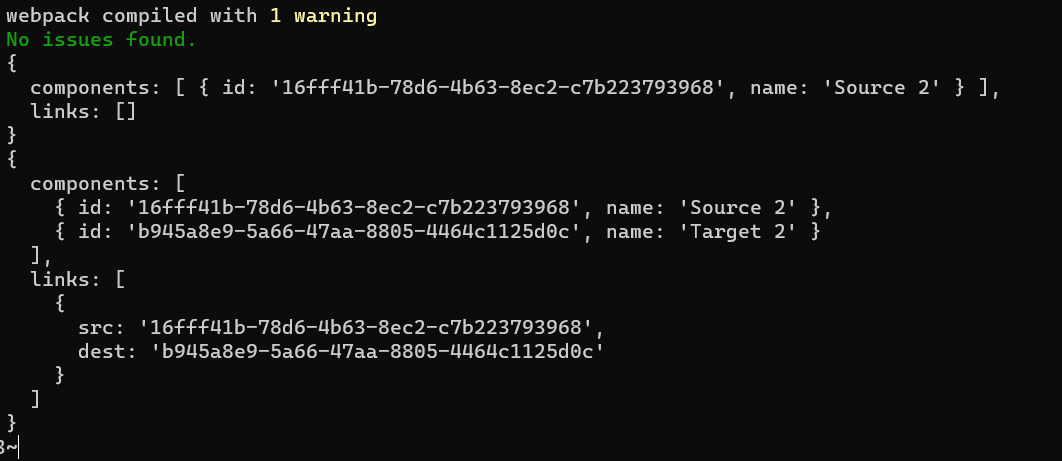 webpack compiled with 1 warning
No issues found.
{
  components: [ { id: '16fff41b-78d6-4b63-8ec2-c7b223793968', name: 'Source 2' } ],
  links: []
}
{
  components: [
    { id: '16fff41b-78d6-4b63-8ec2-c7b223793968', name: 'Source 2' },
    { id: 'b945a8e9-5a66-47aa-8805-4464c1125d0c', name: 'Target 2' }
  ],
  links: [
    {
      src: '16fff41b-78d6-4b63-8ec2-c7b223793968',
      dest: 'b945a8e9-5a66-47aa-8805-4464c1125d0c'
    }
  ]
}
~